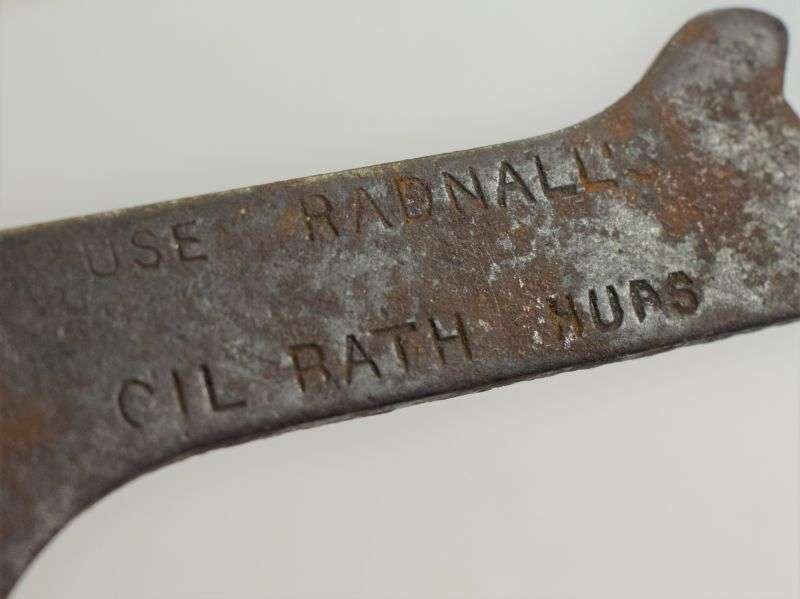 USE RADNALL'S
OIL BATH HUBS